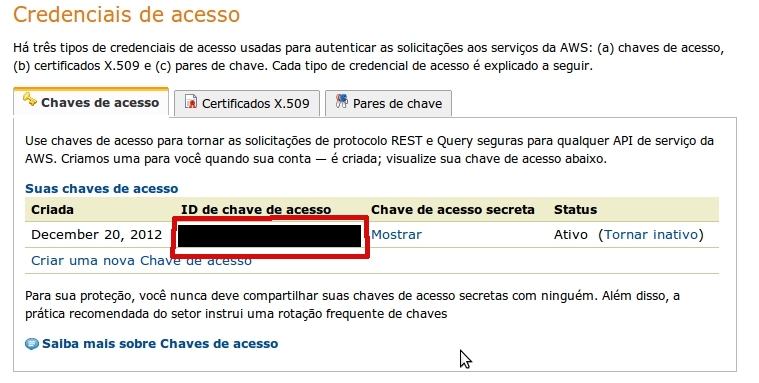 Credenciais de acesso
Há três tipos de credenciais de acesso usadas para autenticar as solicitações aos serviços da AWS: (a) chaves de acesso,
(b) certificados X.509 e (c) pares de chave. Cada tipo de credencial de acesso é explicado a seguir.
Chaves de acesso Certificados X.509 Pares de chave
Use chaves de acesso para tornar as solicitações de protocolo REST e Query seguras para qualquer API de serviço da
AWS. Criamos uma para você quando sua conta — é criada; visualize sua chave de acesso abaixo.
Suas chaves de acesso
Criada ID de chave de acesso Chave de acesso secreta Status
December 20, 2012 Mostrar Ativo (Tornar inativo)
Criar uma nova Chave de acesso
Para sua proteção, você nunca deve compartilhar suas chaves de acesso secretas com ninguém. Além disso, a
prática recomendada do setor instrui uma rotação frequente de chaves
Saiba mais sobre Chaves de acesso